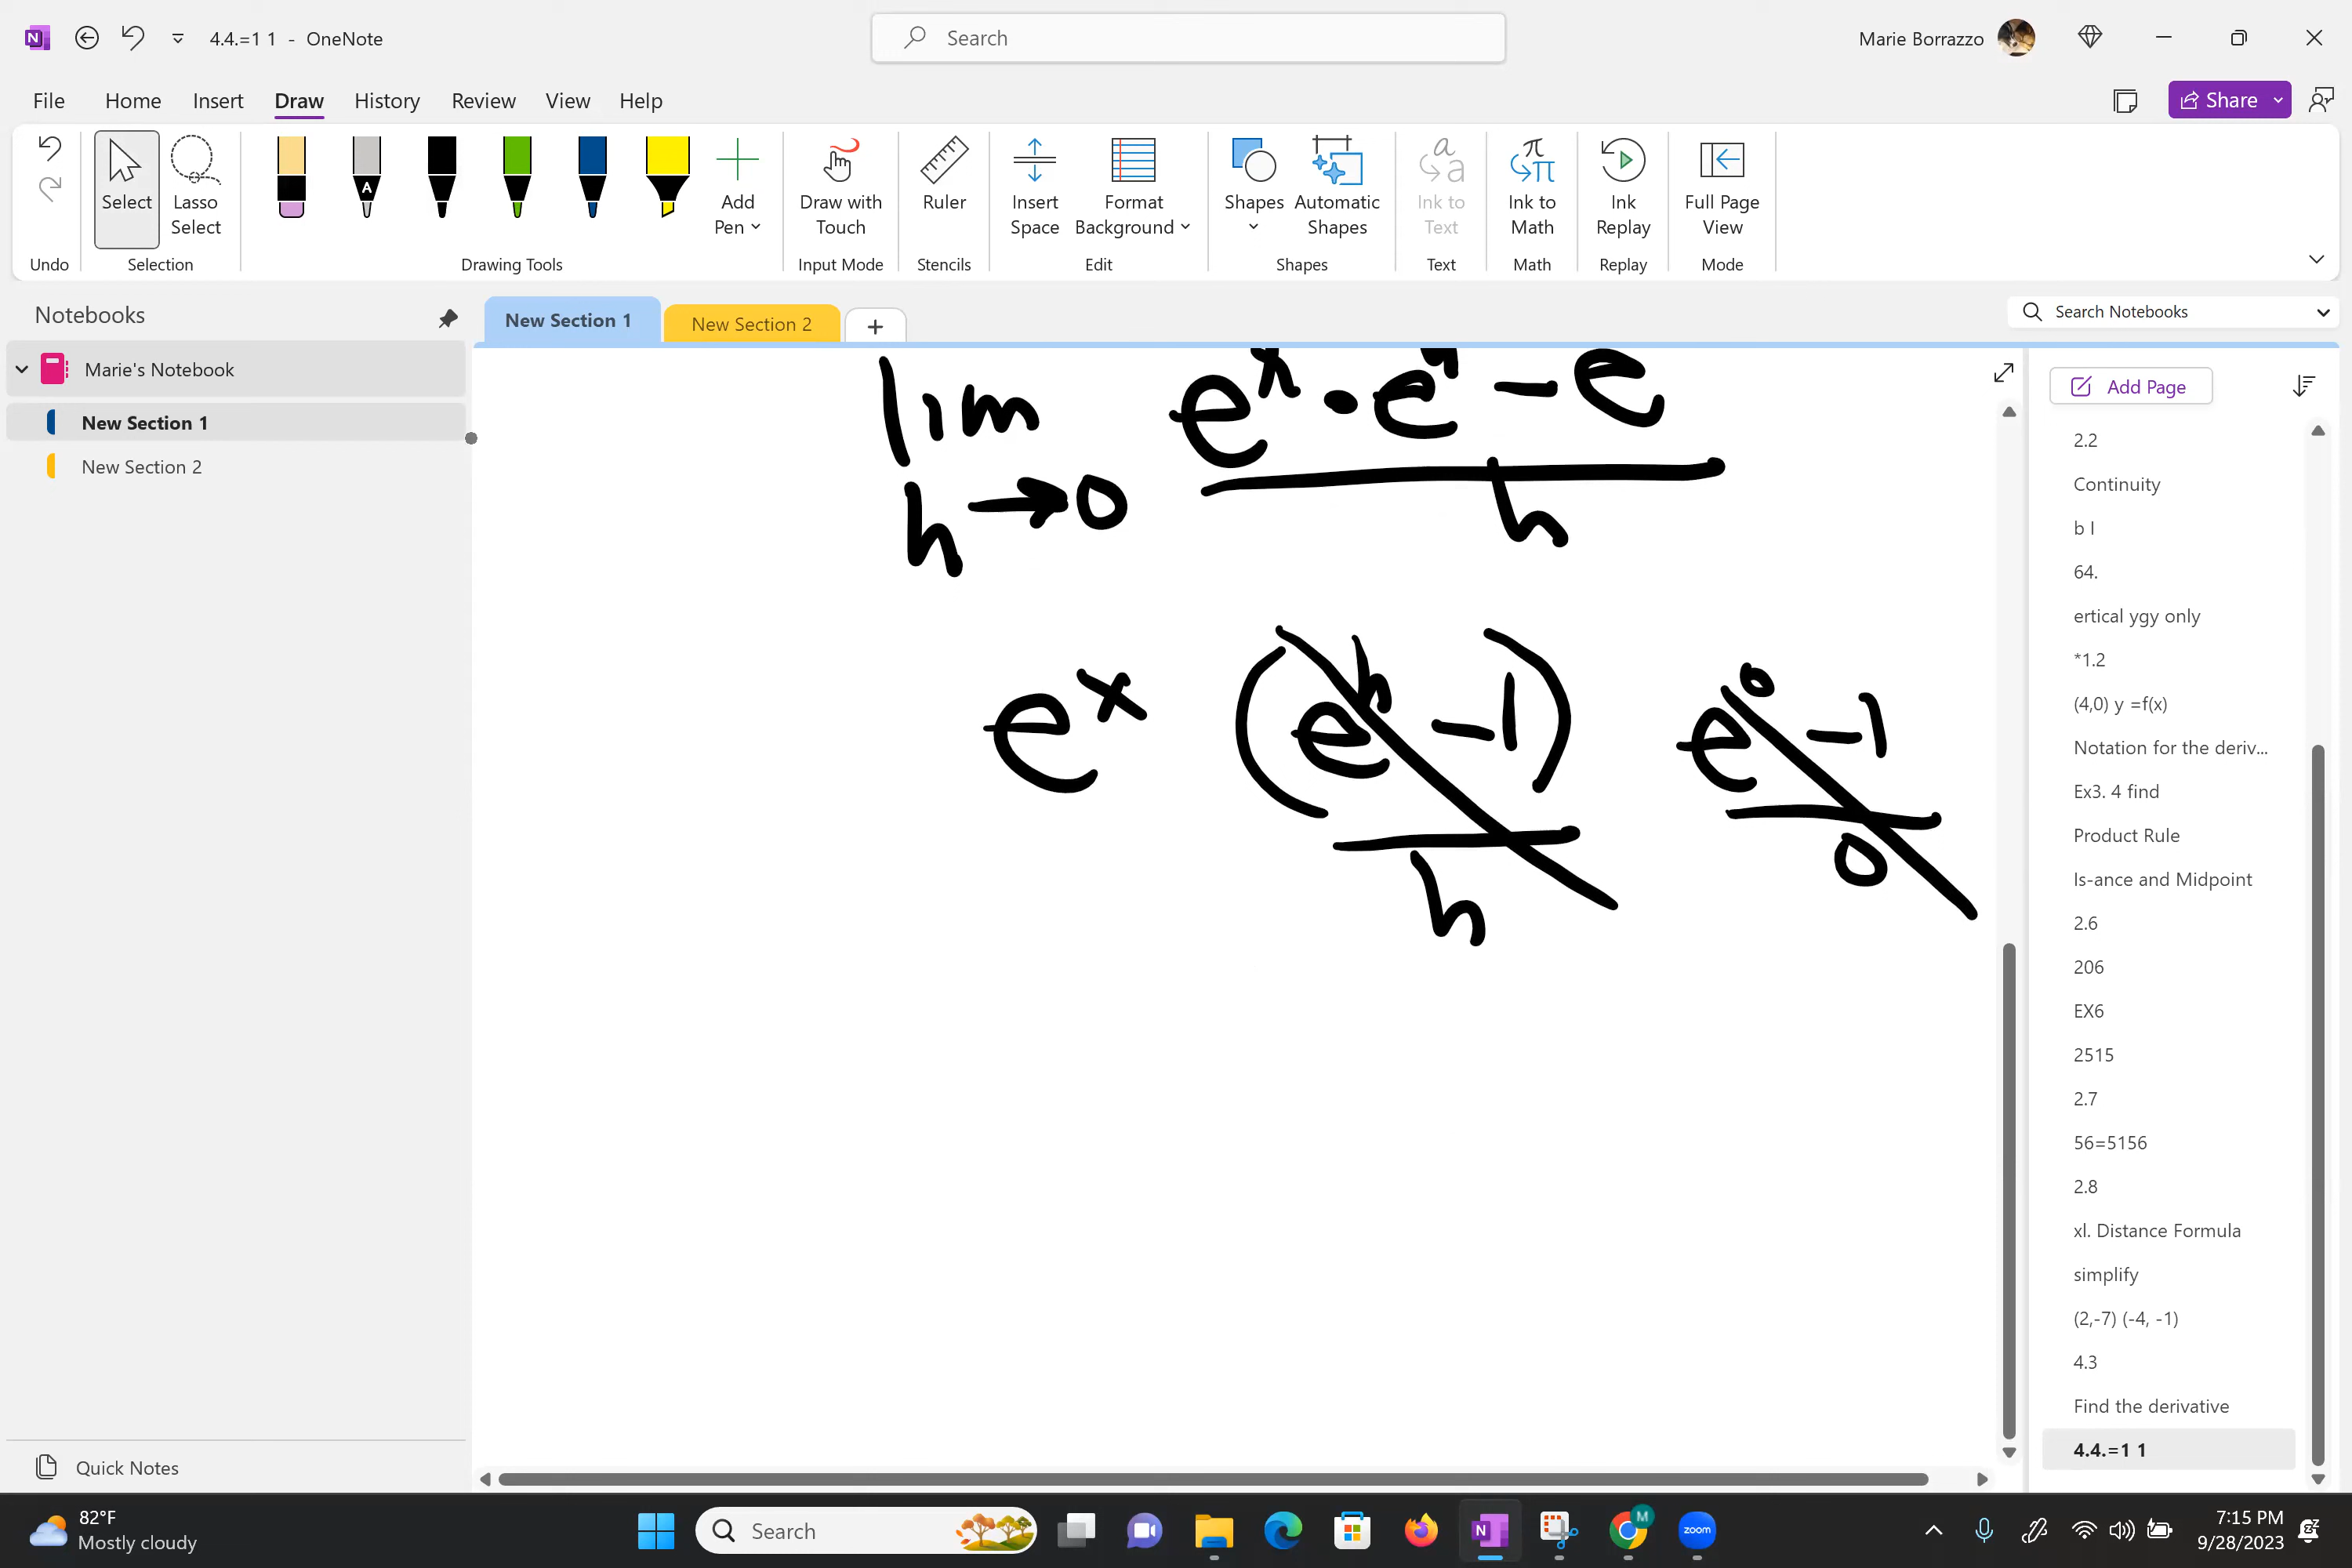 4.4.=1 1 - OneNote
Search
Marie Borrazzo
File Home Insert Draw History Review View Help
Share
Select
Lasso Select
Add Pen
Draw with Touch
Ruler
Insert Space
Format Background
Shapes
Automatic Shapes
Ink to Text
Ink to Math
Ink Replay
Full Page View
Undo Selection Drawing Tools Input Mode Stencils Edit Shapes Text Math Replay Mode
Notebooks
Marie's Notebook
New Section 1
New Section 2
Quick Notes
New Section 1 New Section 2 +
Search Notebooks
lim e^x • e - e
h→0 h
e^x (e^h -1) e^0 -1
h 0
Add Page
2.2
Continuity
b I
64.
ertical ygy only
*1.2
(4,0) y =f(x)
Notation for the deriv...
Ex3. 4 find
Product Rule
Is-ance and Midpoint
2.6
206
EX6
2515
2.7
56=5156
2.8
xl. Distance Formula
simplify
(2,-7) (-4, -1)
4.3
Find the derivative
4.4.=1 1
82°F
Mostly cloudy
Search
M
zoom
7:15 PM
9/28/2023